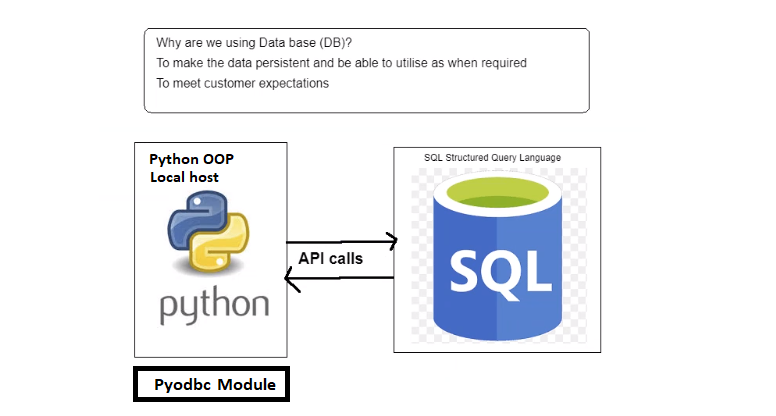 Why are we using Data base (DB)?
To make the data persistent and be able to utilise as when required
To meet customer expectations
Python OOP
Local host
python
SQL Structured Query Language
SQL
API calls
Pyodbc Module